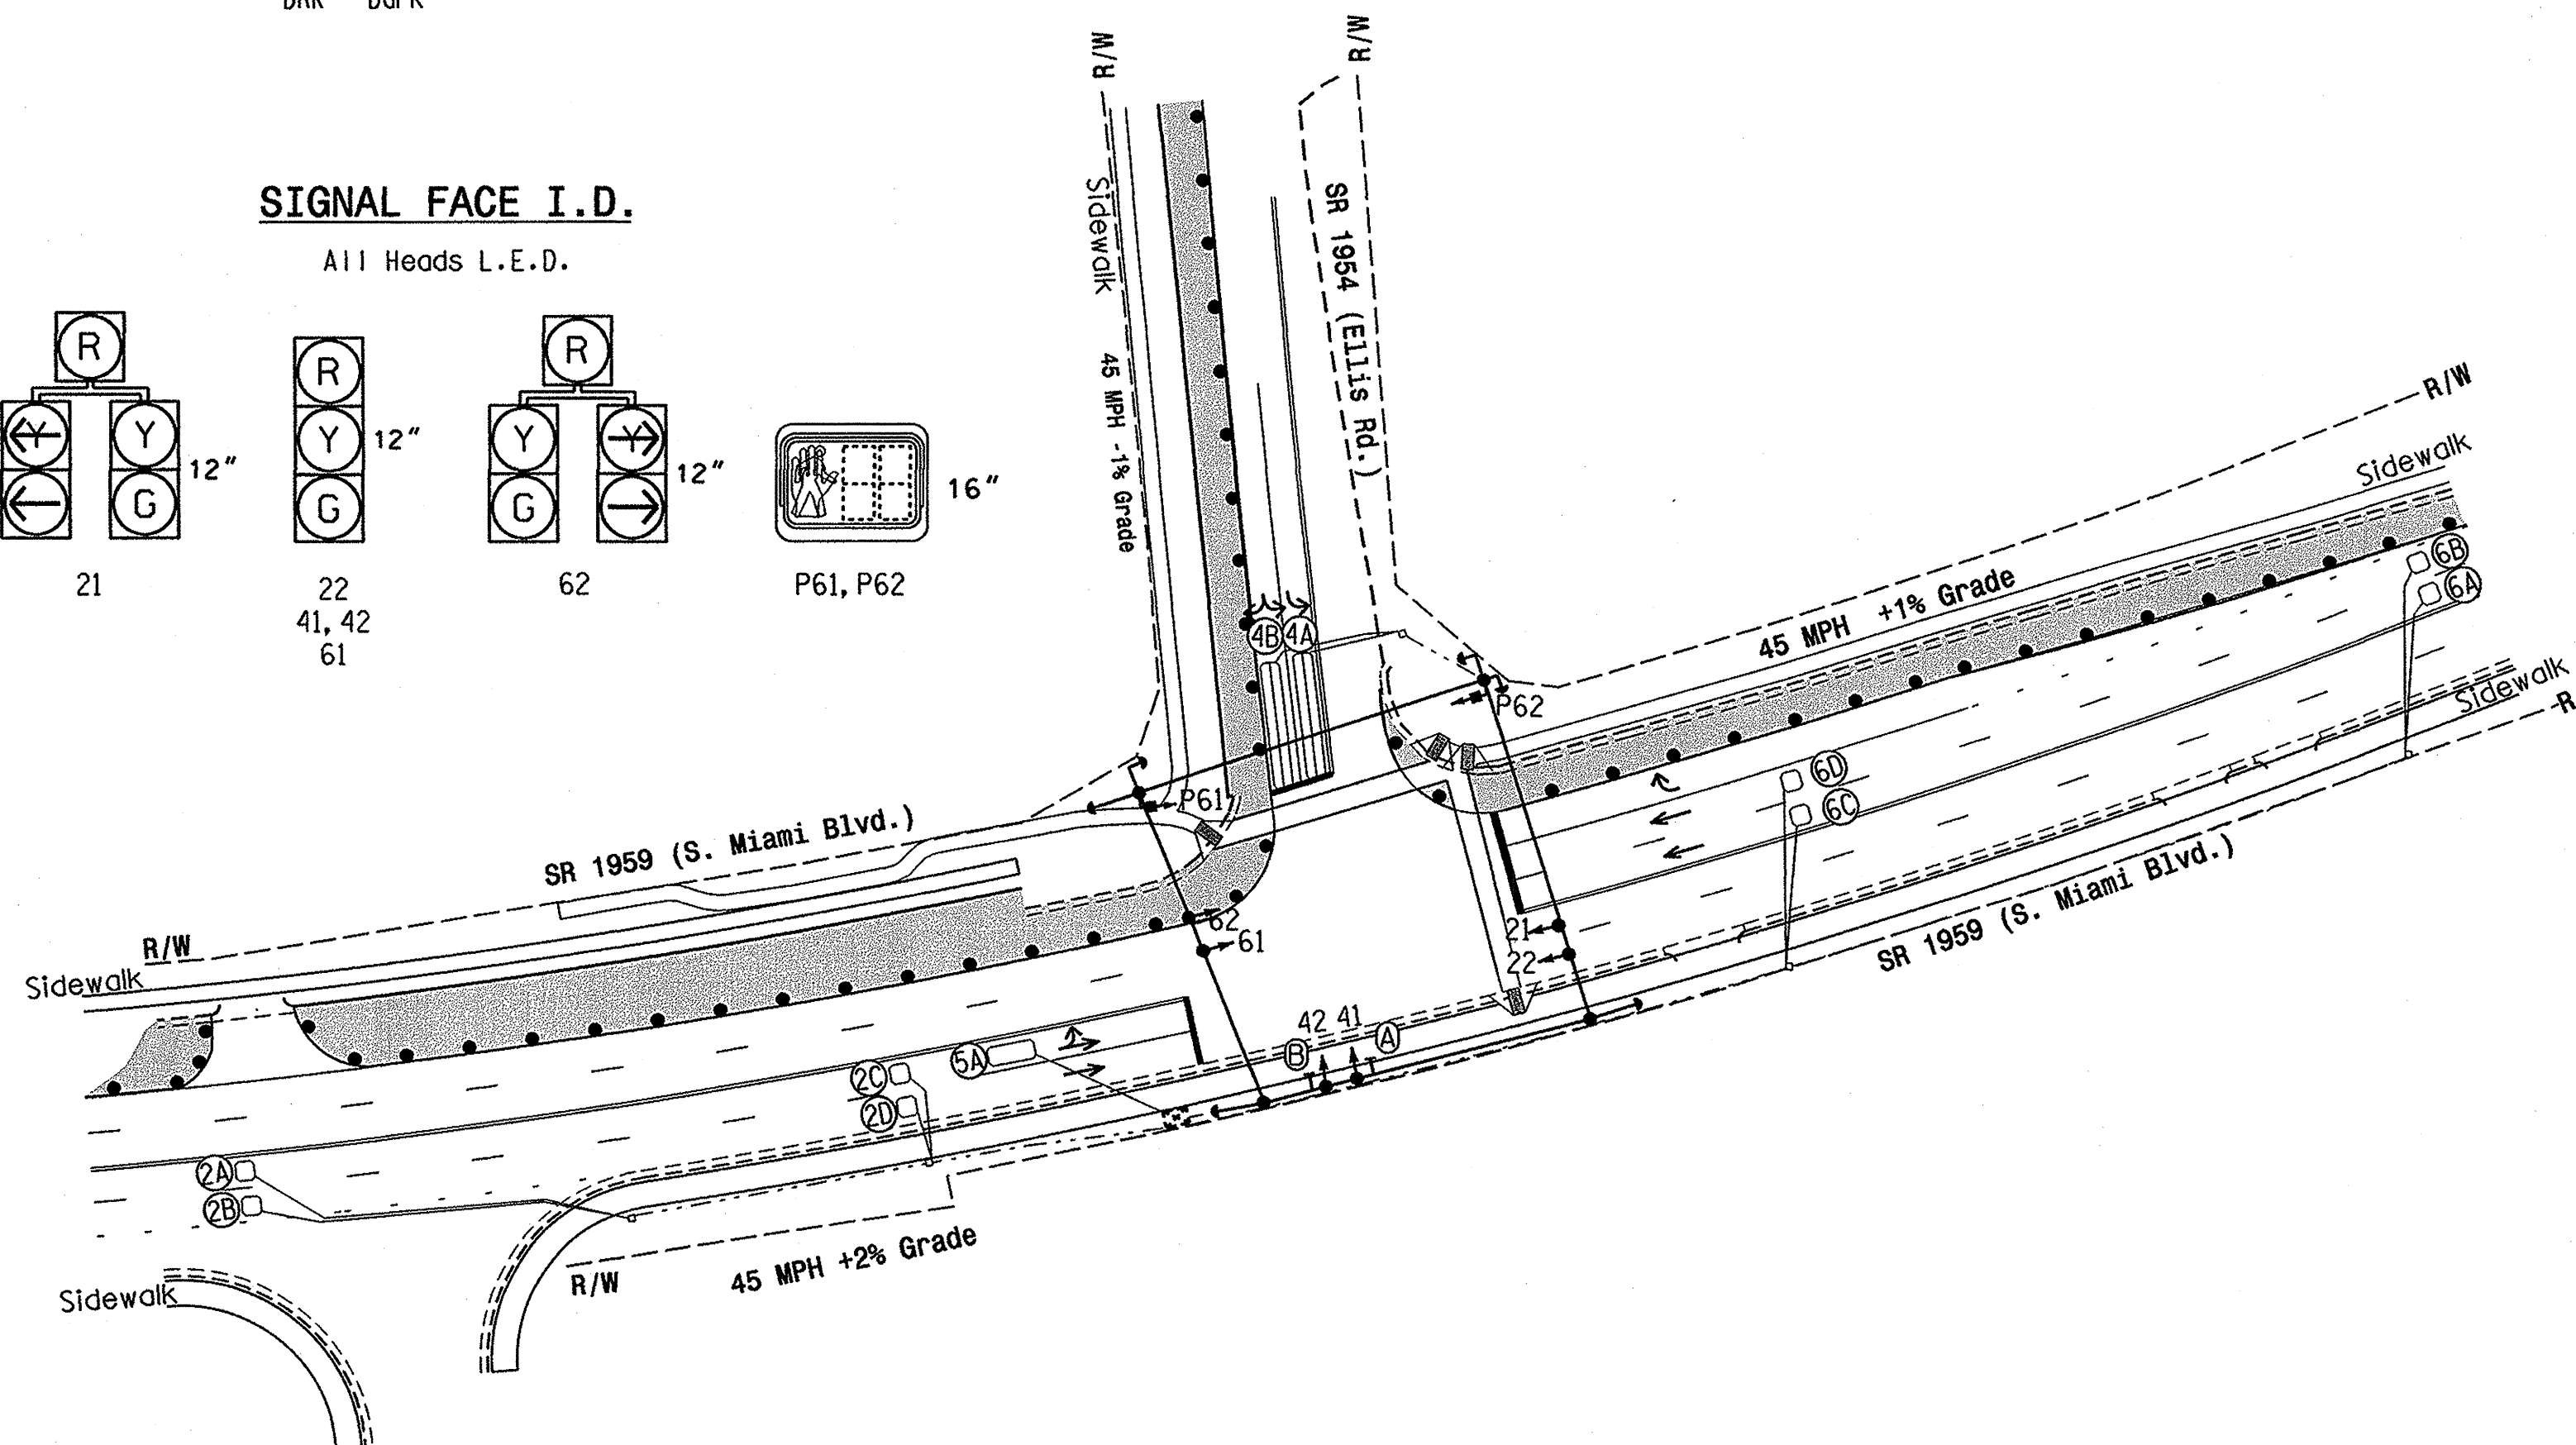 SIGNAL FACE I.D.
All Heads L.E.D.
R
Y
Y
G
12"
21
R
Y
G
12"
22
41, 42
61
R
Y
Y
G
12"
62
16"
P61, P62
R/W
R/W
Sidewalk
45 MPH -1% Grade
SR 1954 (Ellis Rd.)
R/W
Sidewalk
6B
6A
45 MPH +1% Grade
4B
4A
P62
Sidewalk
P61
6D
6C
SR 1959 (S. Miami Blvd.)
SR 1959 (S. Miami Blvd.)
62
61
21
22
R/W
Sidewalk
42 41
B
A
5A
2C
2D
2A
2B
45 MPH +2% Grade
R/W
Sidewalk